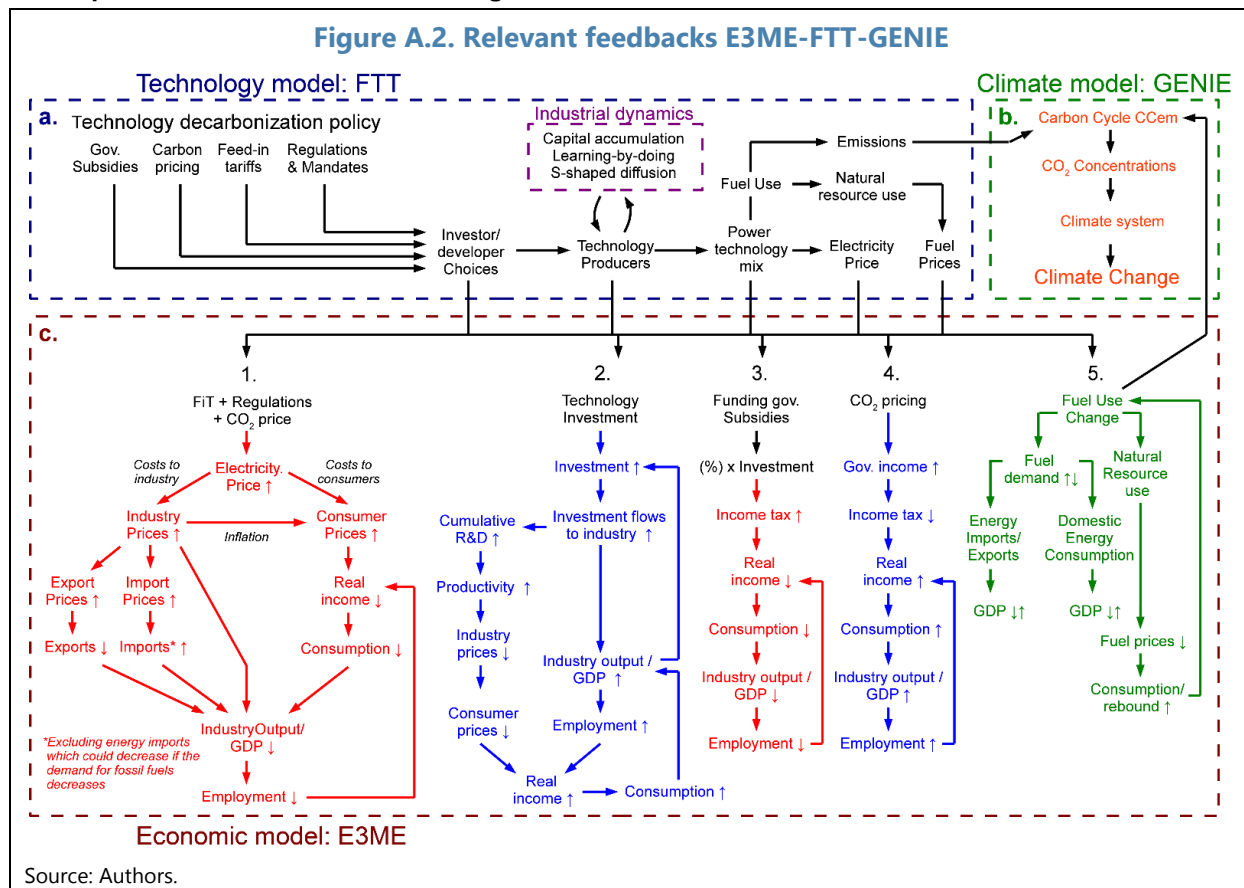 Figure A.2. Relevant feedbacks E3ME-FTT-GENIE
Technology model: FTT
Climate model: GENIE
a.
Technology decarbonization policy
Gov.
Subsidies
Carbon
pricing
Feed-in
tariffs
Regulations
& Mandates
Industrial dynamics
Capital accumulation
Learning-by-doing
S-shaped diffusion
Investor/
developer
Choices
Technology
Producers
Emissions
Fuel Use
Natural
resource use
Power
technology
mix
Electricity
Price
Fuel
Prices
b.
Carbon Cycle CCem
CO₂ Concentrations
Climate system
Climate Change
c.
1.
FiT + Regulations
+ CO₂ price
Costs to
industry
Electricity.
Price ↑
Costs to
consumers
Industry
Prices ↑
Inflation
Consumer
Prices ↑
Export
Prices ↑
Import
Prices ↑
Real
income ↓
Exports ↓
Imports* ↑
Consumption ↓
IndustryOutput/
GDP ↓
*Excluding energy imports
which could decrease if the
demand for fossil fuels
decreases
Employment ↓
2.
Technology
Investment
Investment ↑
Cumulative
R&D ↑
Investment flows
to industry ↑
Productivity ↑
Industry
prices ↓
Industry output /
GDP ↑
Consumer
prices ↓
Employment ↑
Real
income ↑
Consumption ↑
3.
Funding gov.
Subsidies
(%) x Investment
Income tax ↑
Real
income ↓
Consumption ↓
Industry output /
GDP ↓
Employment ↓
4.
CO₂ pricing
Gov. income ↑
Income tax ↓
Real
income ↑
Consumption ↑
Industry output /
GDP ↑
Employment ↑
5.
Fuel Use
Change
Fuel
demand ↑↓
Natural
Resource
use
Energy
Imports/
Exports
Domestic
Energy
Consumption
GDP ↓↑
GDP ↓↑
Fuel prices ↓
Consumption/
rebound ↑
Economic model: E3ME
Source: Authors.